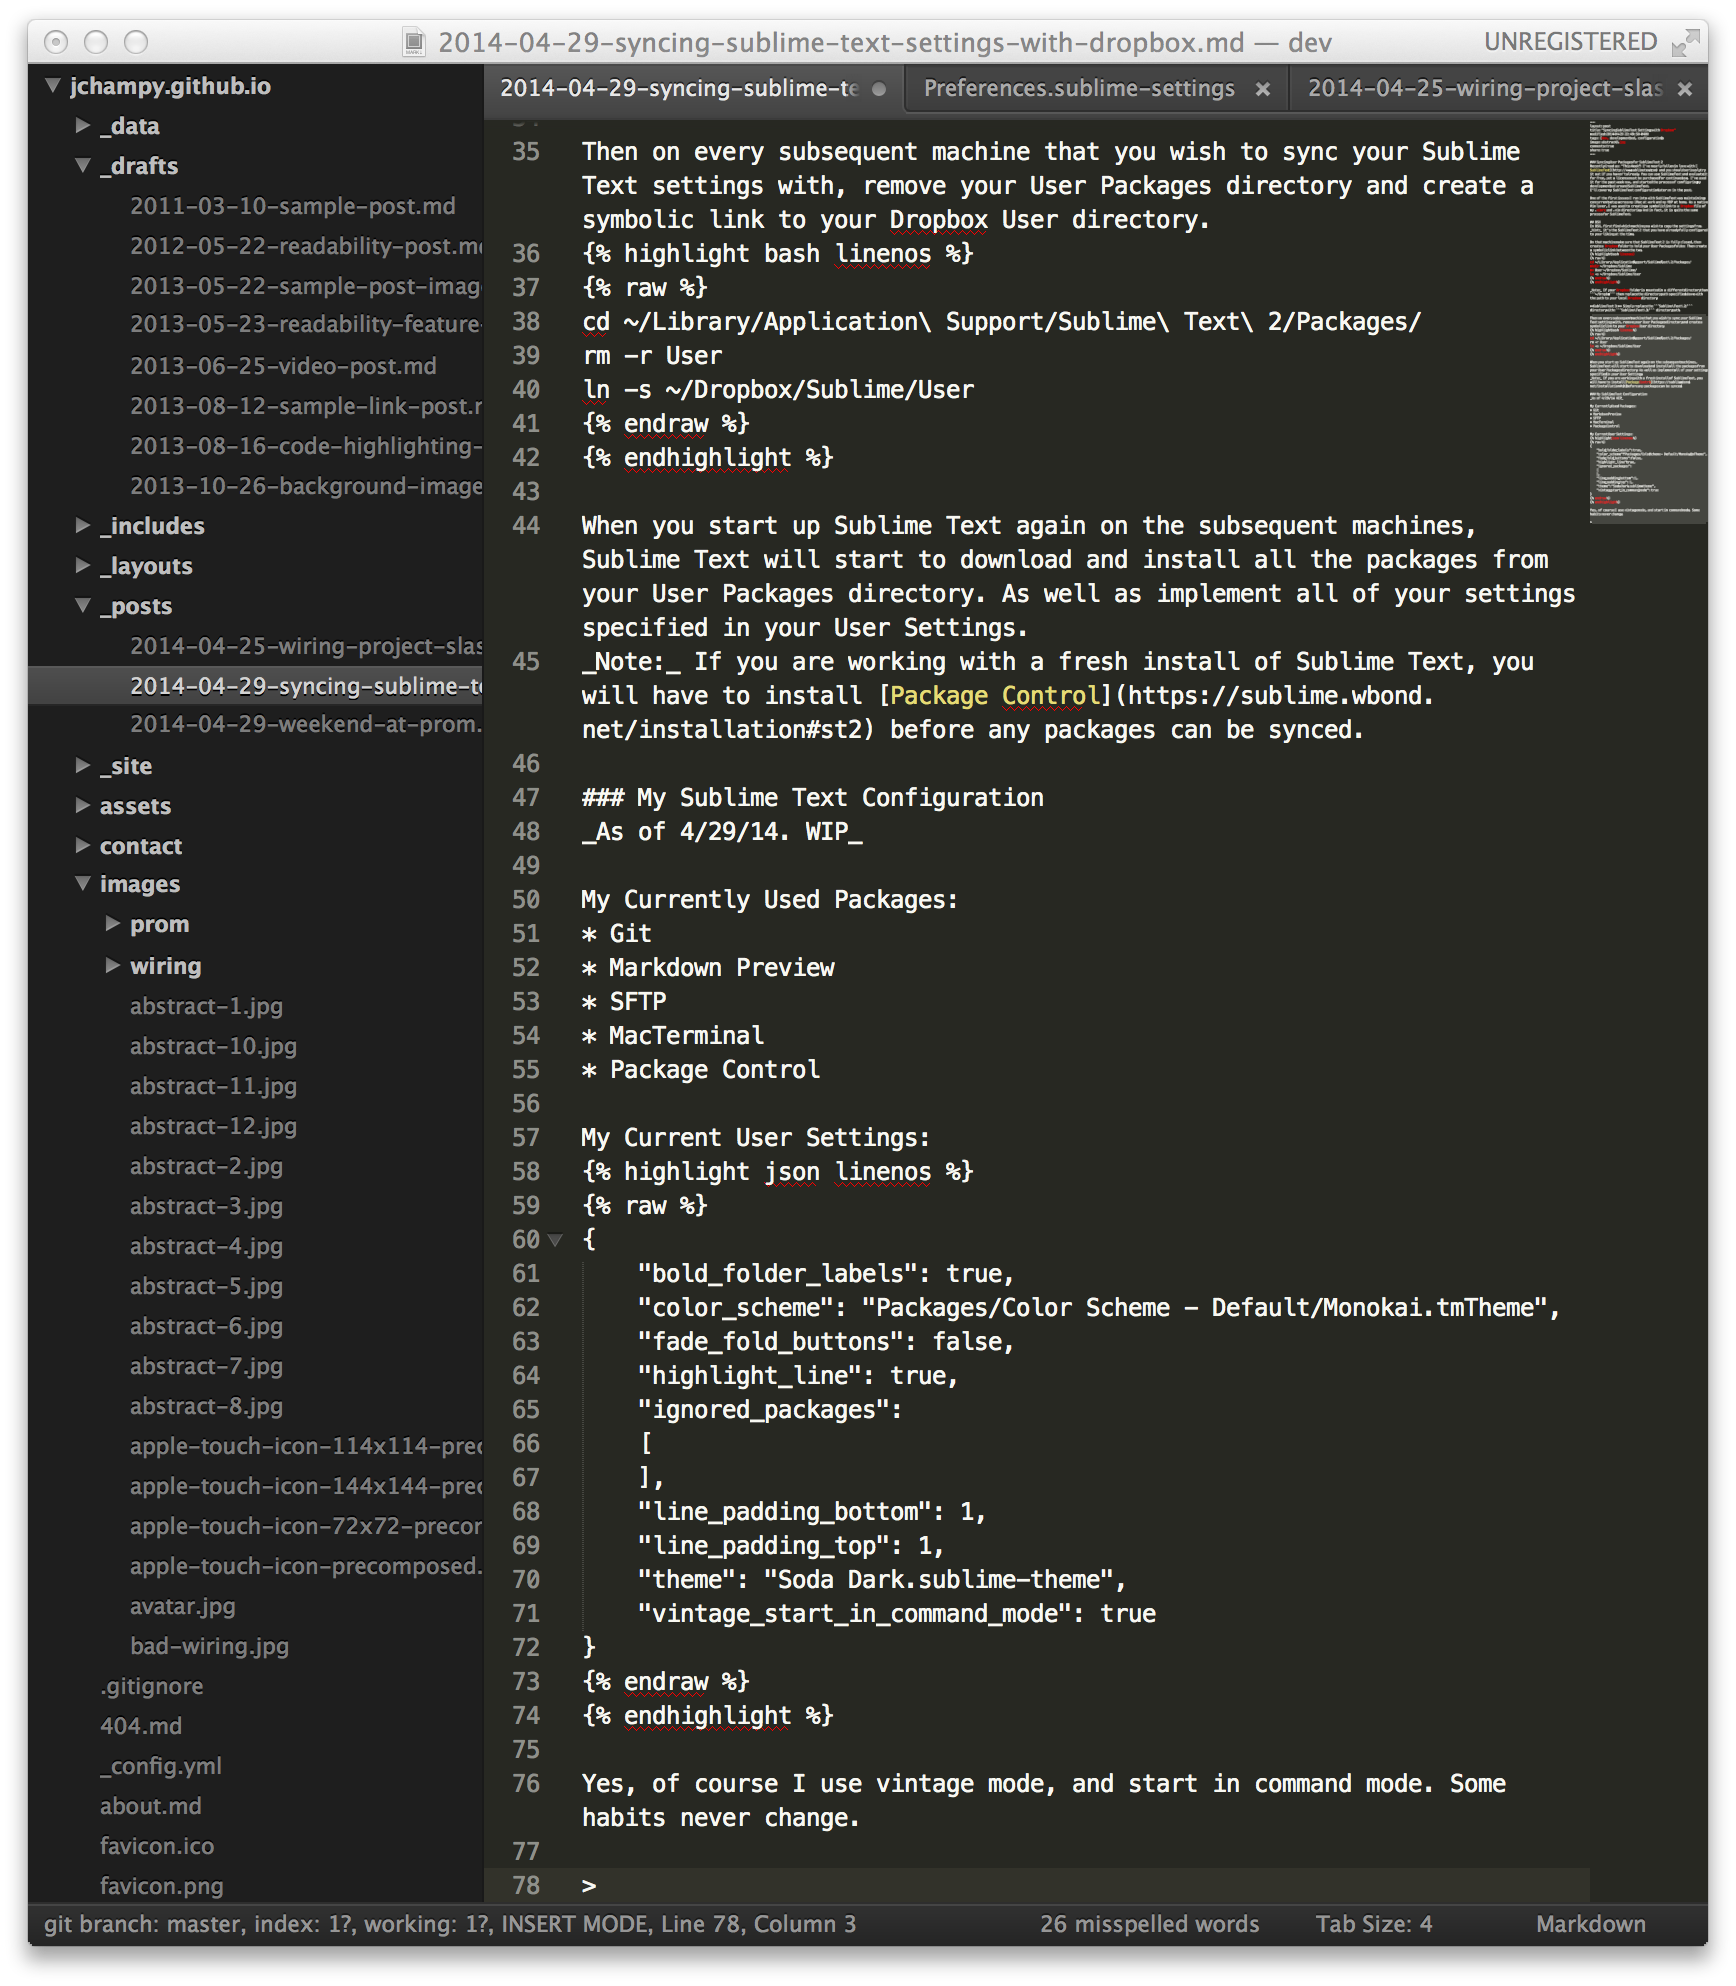 2014-04-29-syncing-sublime-text-settings-with-dropbox.md — dev
UNREGISTERED
jchampy.github.io
_data
_drafts
2011-03-10-sample-post.md
2012-05-22-readability-post.m
2013-05-22-sample-post-imag
2013-05-23-readability-feature-
2013-06-25-video-post.md
2013-08-12-sample-link-post.
2013-08-16-code-highlighting-
2013-10-26-background-image
_includes
_layouts
_posts
2014-04-25-wiring-project-slas
2014-04-29-syncing-sublime-te
2014-04-29-weekend-at-prom.
_site
assets
contact
images
prom
wiring
abstract-1.jpg
abstract-10.jpg
abstract-11.jpg
abstract-12.jpg
abstract-2.jpg
abstract-3.jpg
abstract-4.jpg
abstract-5.jpg
abstract-6.jpg
abstract-7.jpg
abstract-8.jpg
apple-touch-icon-114x114-prec
apple-touch-icon-144x144-prec
apple-touch-icon-72x72-precor
apple-touch-icon-precomposed.
avatar.jpg
bad-wiring.jpg
.gitignore
404.md
_config.yml
about.md
favicon.ico
favicon.png
2014-04-29-syncing-sublime-te
Preferences.sublime-settings ×
2014-04-25-wiring-project-slas ×
35 Then on every subsequent machine that you wish to sync your Sublime
Text settings with, remove your User Packages directory and create a
symbolic link to your Dropbox User directory.
36 {% highlight bash linenos %}
37 {% raw %}
38 cd ~/Library/Application\ Support/Sublime\ Text\ 2/Packages/
39 rm -r User
40 ln -s ~/Dropbox/Sublime/User
41 {% endraw %}
42 {% endhighlight %}
43
44 When you start up Sublime Text again on the subsequent machines,
Sublime Text will start to download and install all the packages from
your User Packages directory. As well as implement all of your settings
specified in your User Settings.
45 _Note:_ If you are working with a fresh install of Sublime Text, you
will have to install [Package Control](https://sublime.wbond.
net/installation#st2) before any packages can be synced.
46
47 ### My Sublime Text Configuration
48 _As of 4/29/14. WIP_
49
50 My Currently Used Packages:
51 * Git
52 * Markdown Preview
53 * SFTP
54 * MacTerminal
55 * Package Control
56
57 My Current User Settings:
58 {% highlight json linenos %}
59 {% raw %}
60 {
61 "bold_folder_labels": true,
62 "color_scheme": "Packages/Color Scheme - Default/Monokai.tmTheme",
63 "fade_fold_buttons": false,
64 "highlight_line": true,
65 "ignored_packages":
66 [
67 ],
68 "line_padding_bottom": 1,
69 "line_padding_top": 1,
70 "theme": "Soda Dark.sublime-theme",
71 "vintage_start_in_command_mode": true
72 }
73 {% endraw %}
74 {% endhighlight %}
75
76 Yes, of course I use vintage mode, and start in command mode. Some
habits never change.
77
78 >
git branch: master, index: 1?, working: 1?, INSERT MODE, Line 78, Column 3
26 misspelled words
Tab Size: 4
Markdown